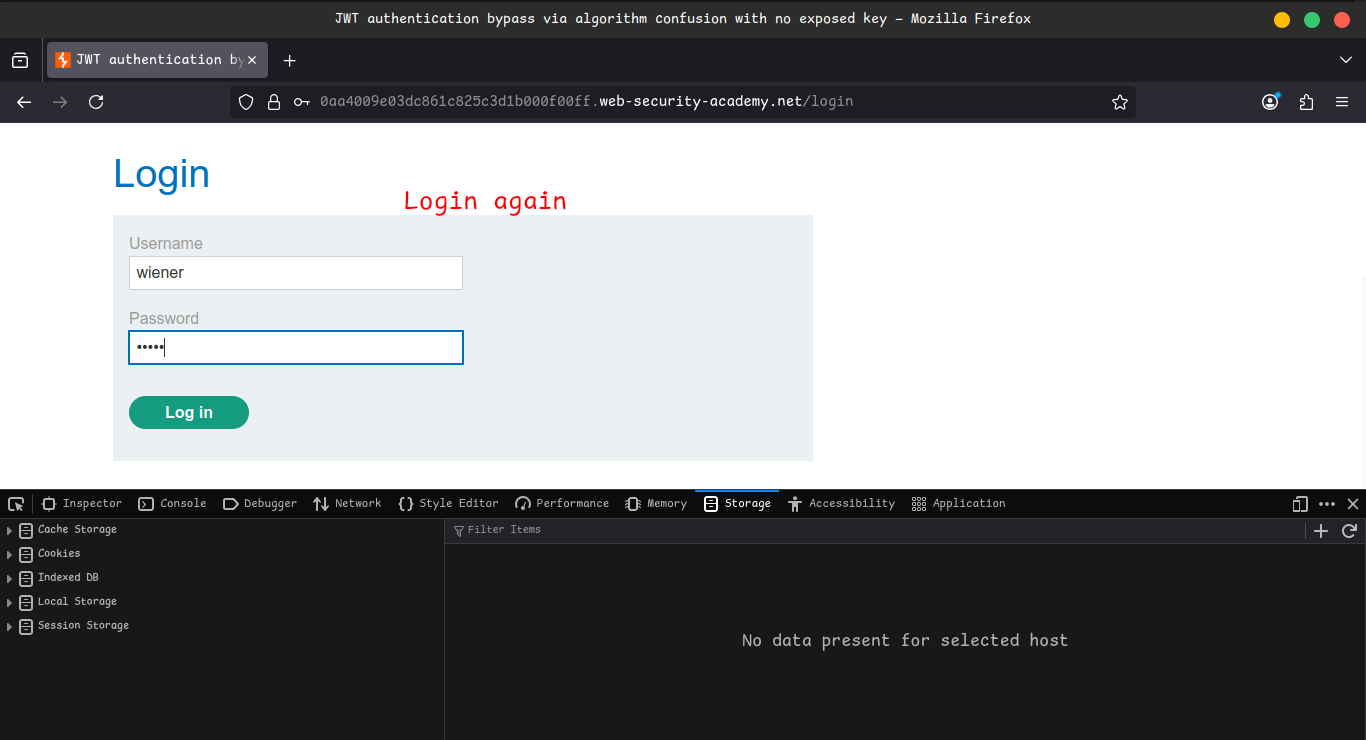 JWT authentication bypass via algorithm confusion with no exposed key — Mozilla Firefox
JWT authentication by
0aa4009e03dc861c825c3d1b000f00ff.web-security-academy.net/login
Login
Login again
Username
wiener
Password
•••••
Log in
Inspector Console Debugger Network Style Editor Performance Memory Storage Accessibility Application
Cache Storage
Filter Items
Cookies
Indexed DB
Local Storage
Session Storage
No data present for selected host